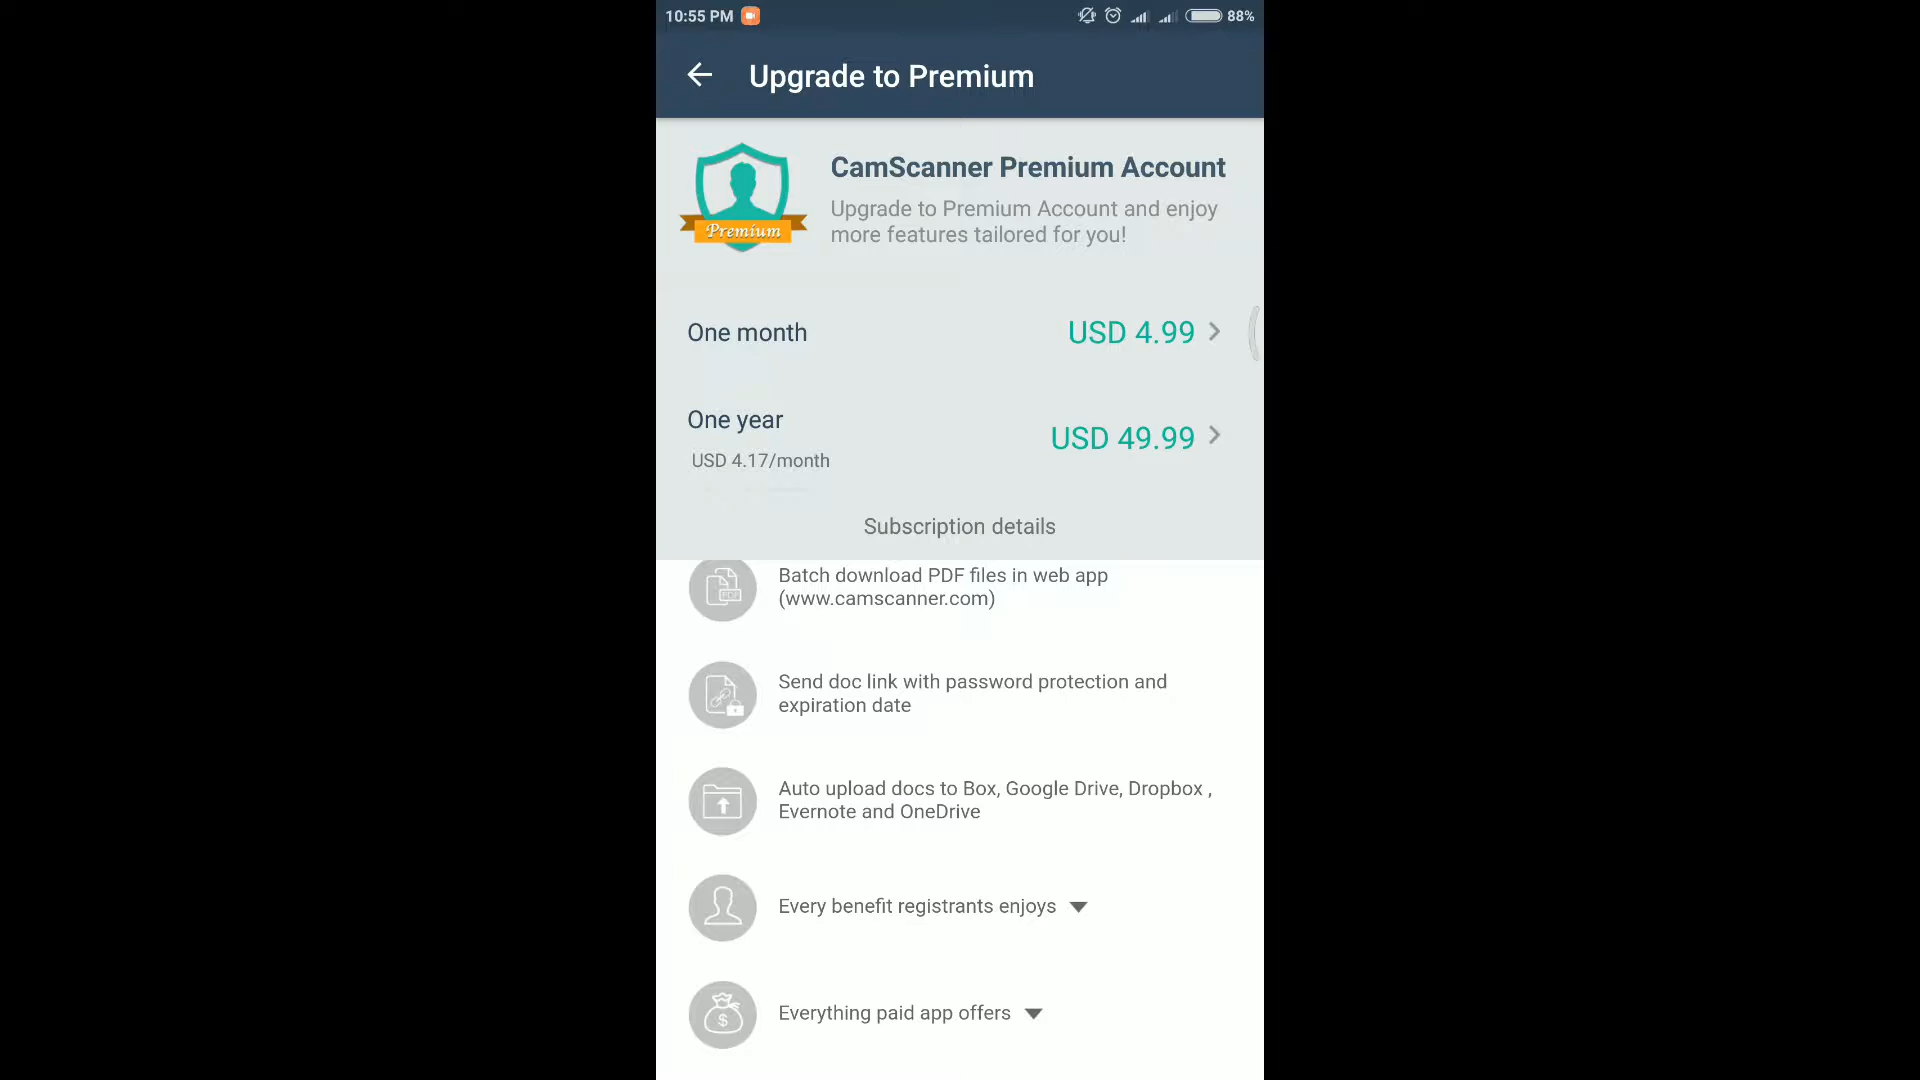 10:55 PM
88%
Upgrade to Premium
Premium
CamScanner Premium Account
Upgrade to Premium Account and enjoy
more features tailored for you!
One month
USD 4.99
One year
USD 49.99
USD 4.17/month
Subscription details
PDF
Batch download PDF files in web app
(www.camscanner.com)
Send doc link with password protection and
expiration date
Auto upload docs to Box, Google Drive, Dropbox ,
Evernote and OneDrive
Every benefit registrants enjoys
$
Everything paid app offers